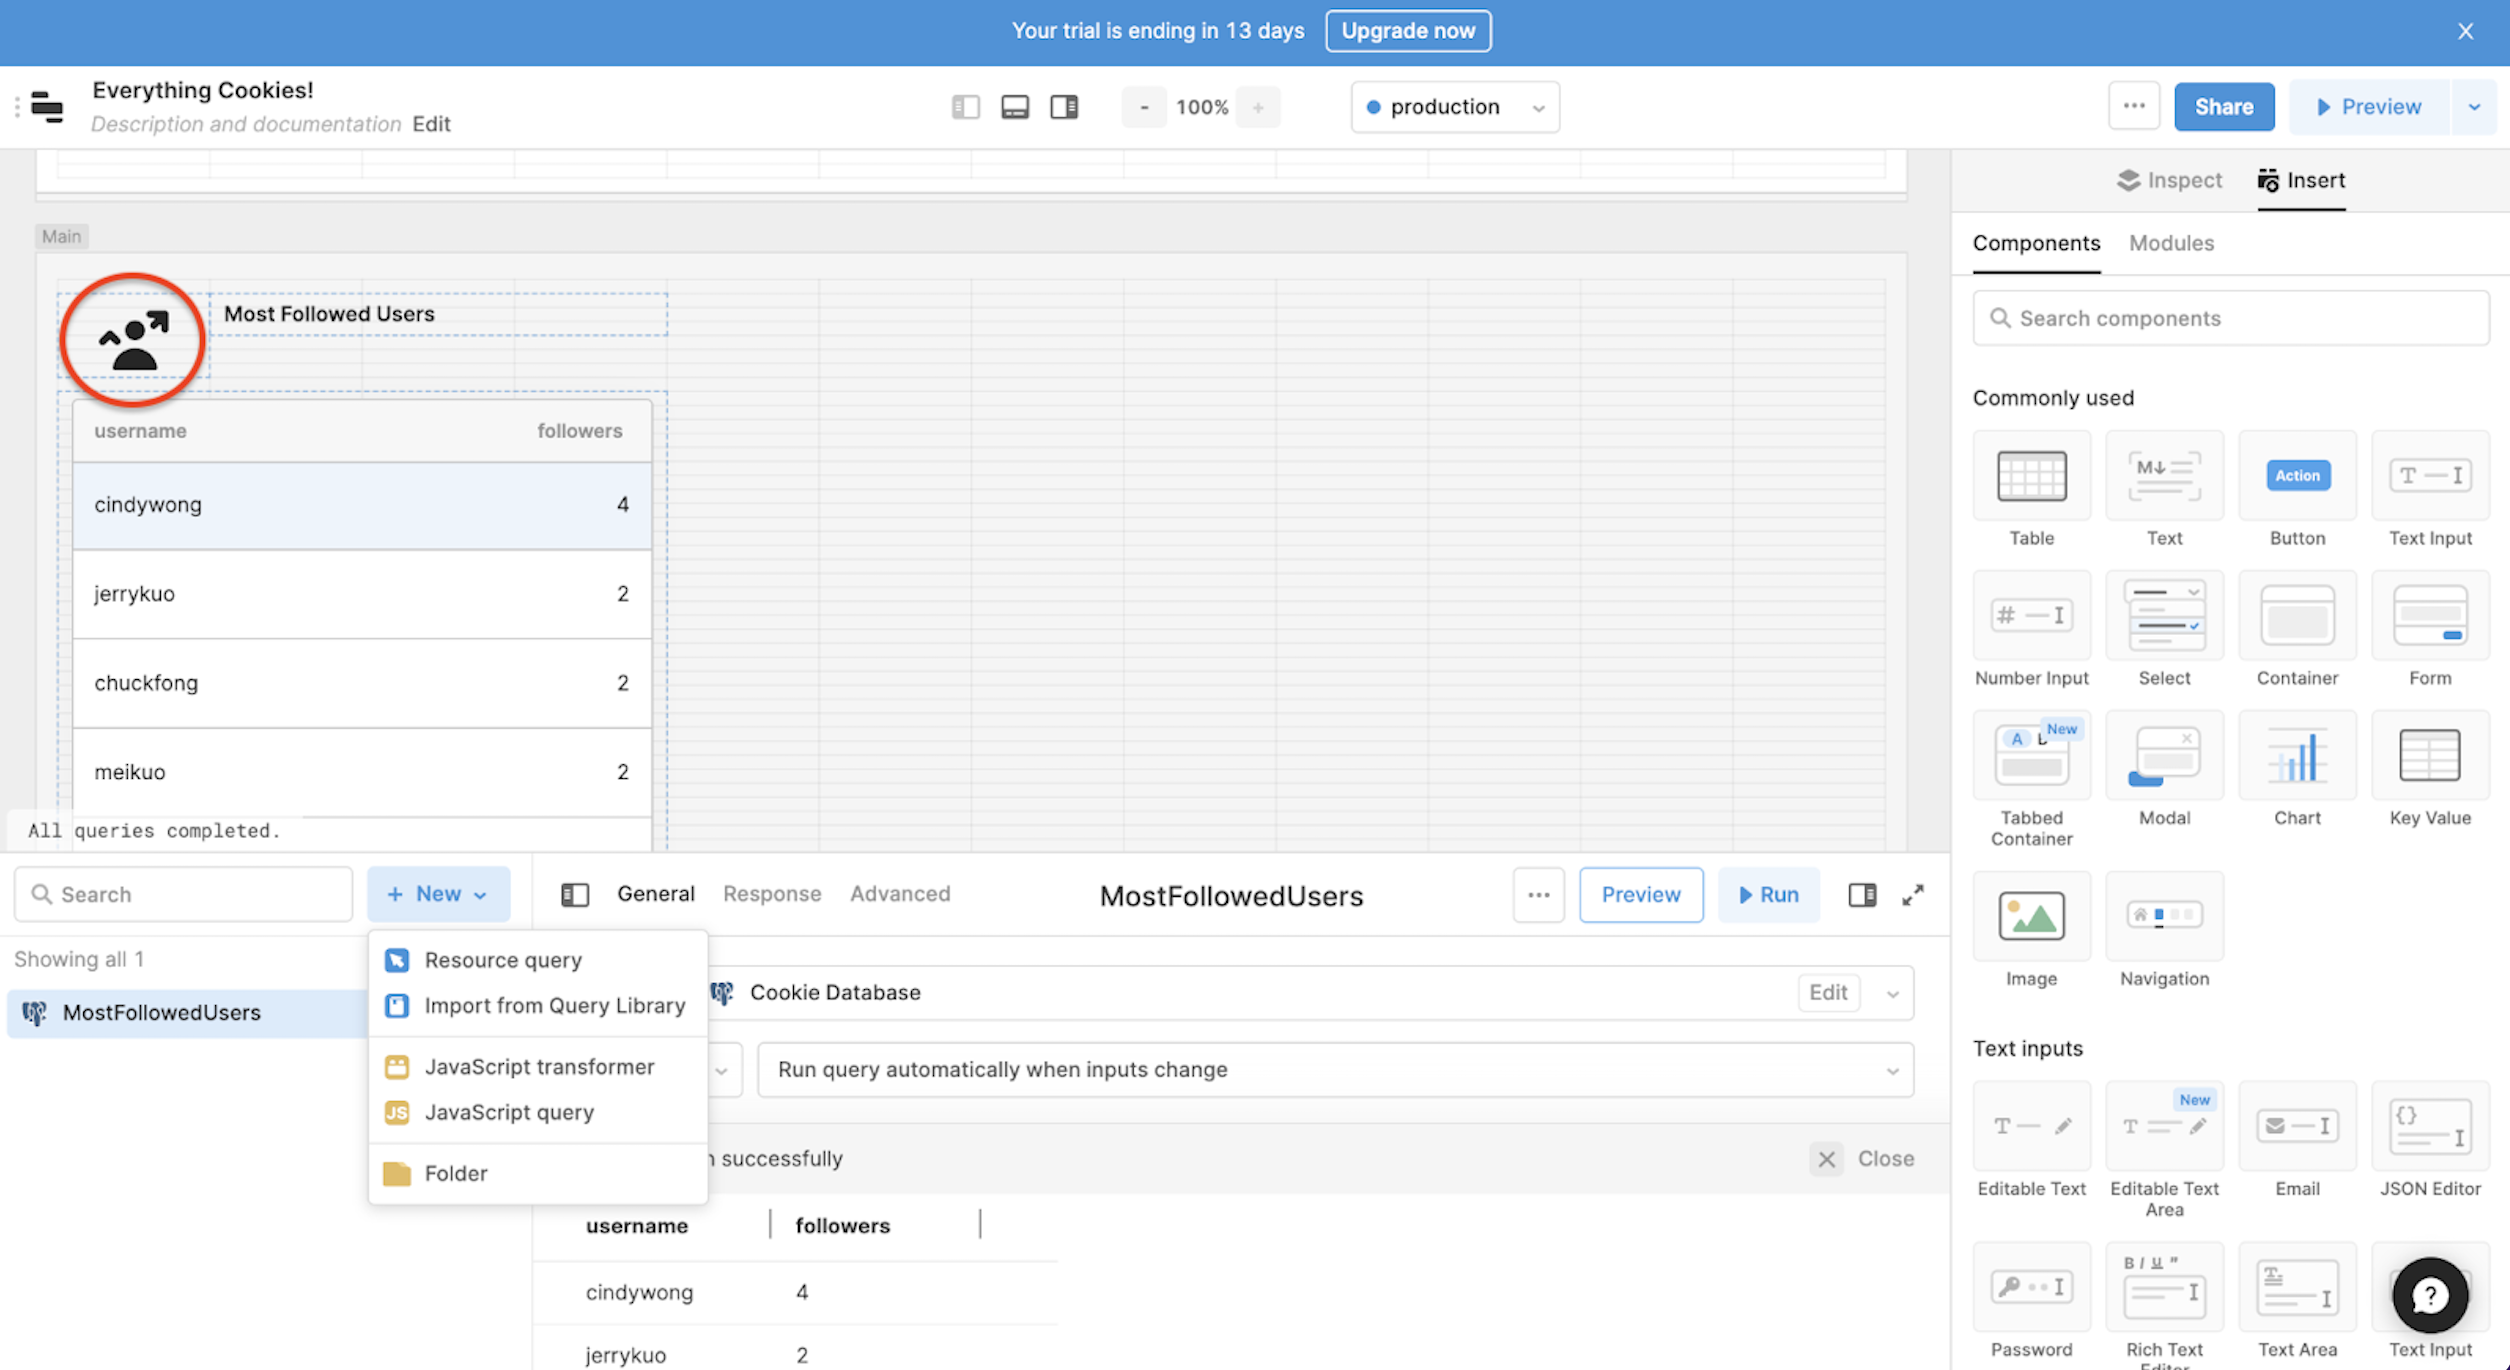 Your trial is ending in 13 days Upgrade now X
Everything Cookies!
Description and documentation Edit
- 100% + production
Share Preview
Inspect Insert
Components Modules
Search components
Main
Most Followed Users
username followers
cindywong 4
jerrykuo 2
chuckfong 2
meikuo 2
All queries completed.
Commonly used
M Action T I
Table Text Button Text Input
# I
Number Input Select Container Form
A New
Tabbed Container Modal Chart Key Value
Image Navigation
Search + New General Response Advanced MostFollowedUsers ... Preview Run
Showing all 1
MostFollowedUsers
Resource query
Import from Query Library
JavaScript transformer
JS JavaScript query
Folder
Cookie Database Edit
Run query automatically when inputs change
successfully Close
username followers
cindywong 4
jerrykuo 2
Text inputs
T T New I {} I
Editable Text Editable Text Area Email JSON Editor
I B I U " I T I ?
Password Rich Text Editor Text Area Text Input